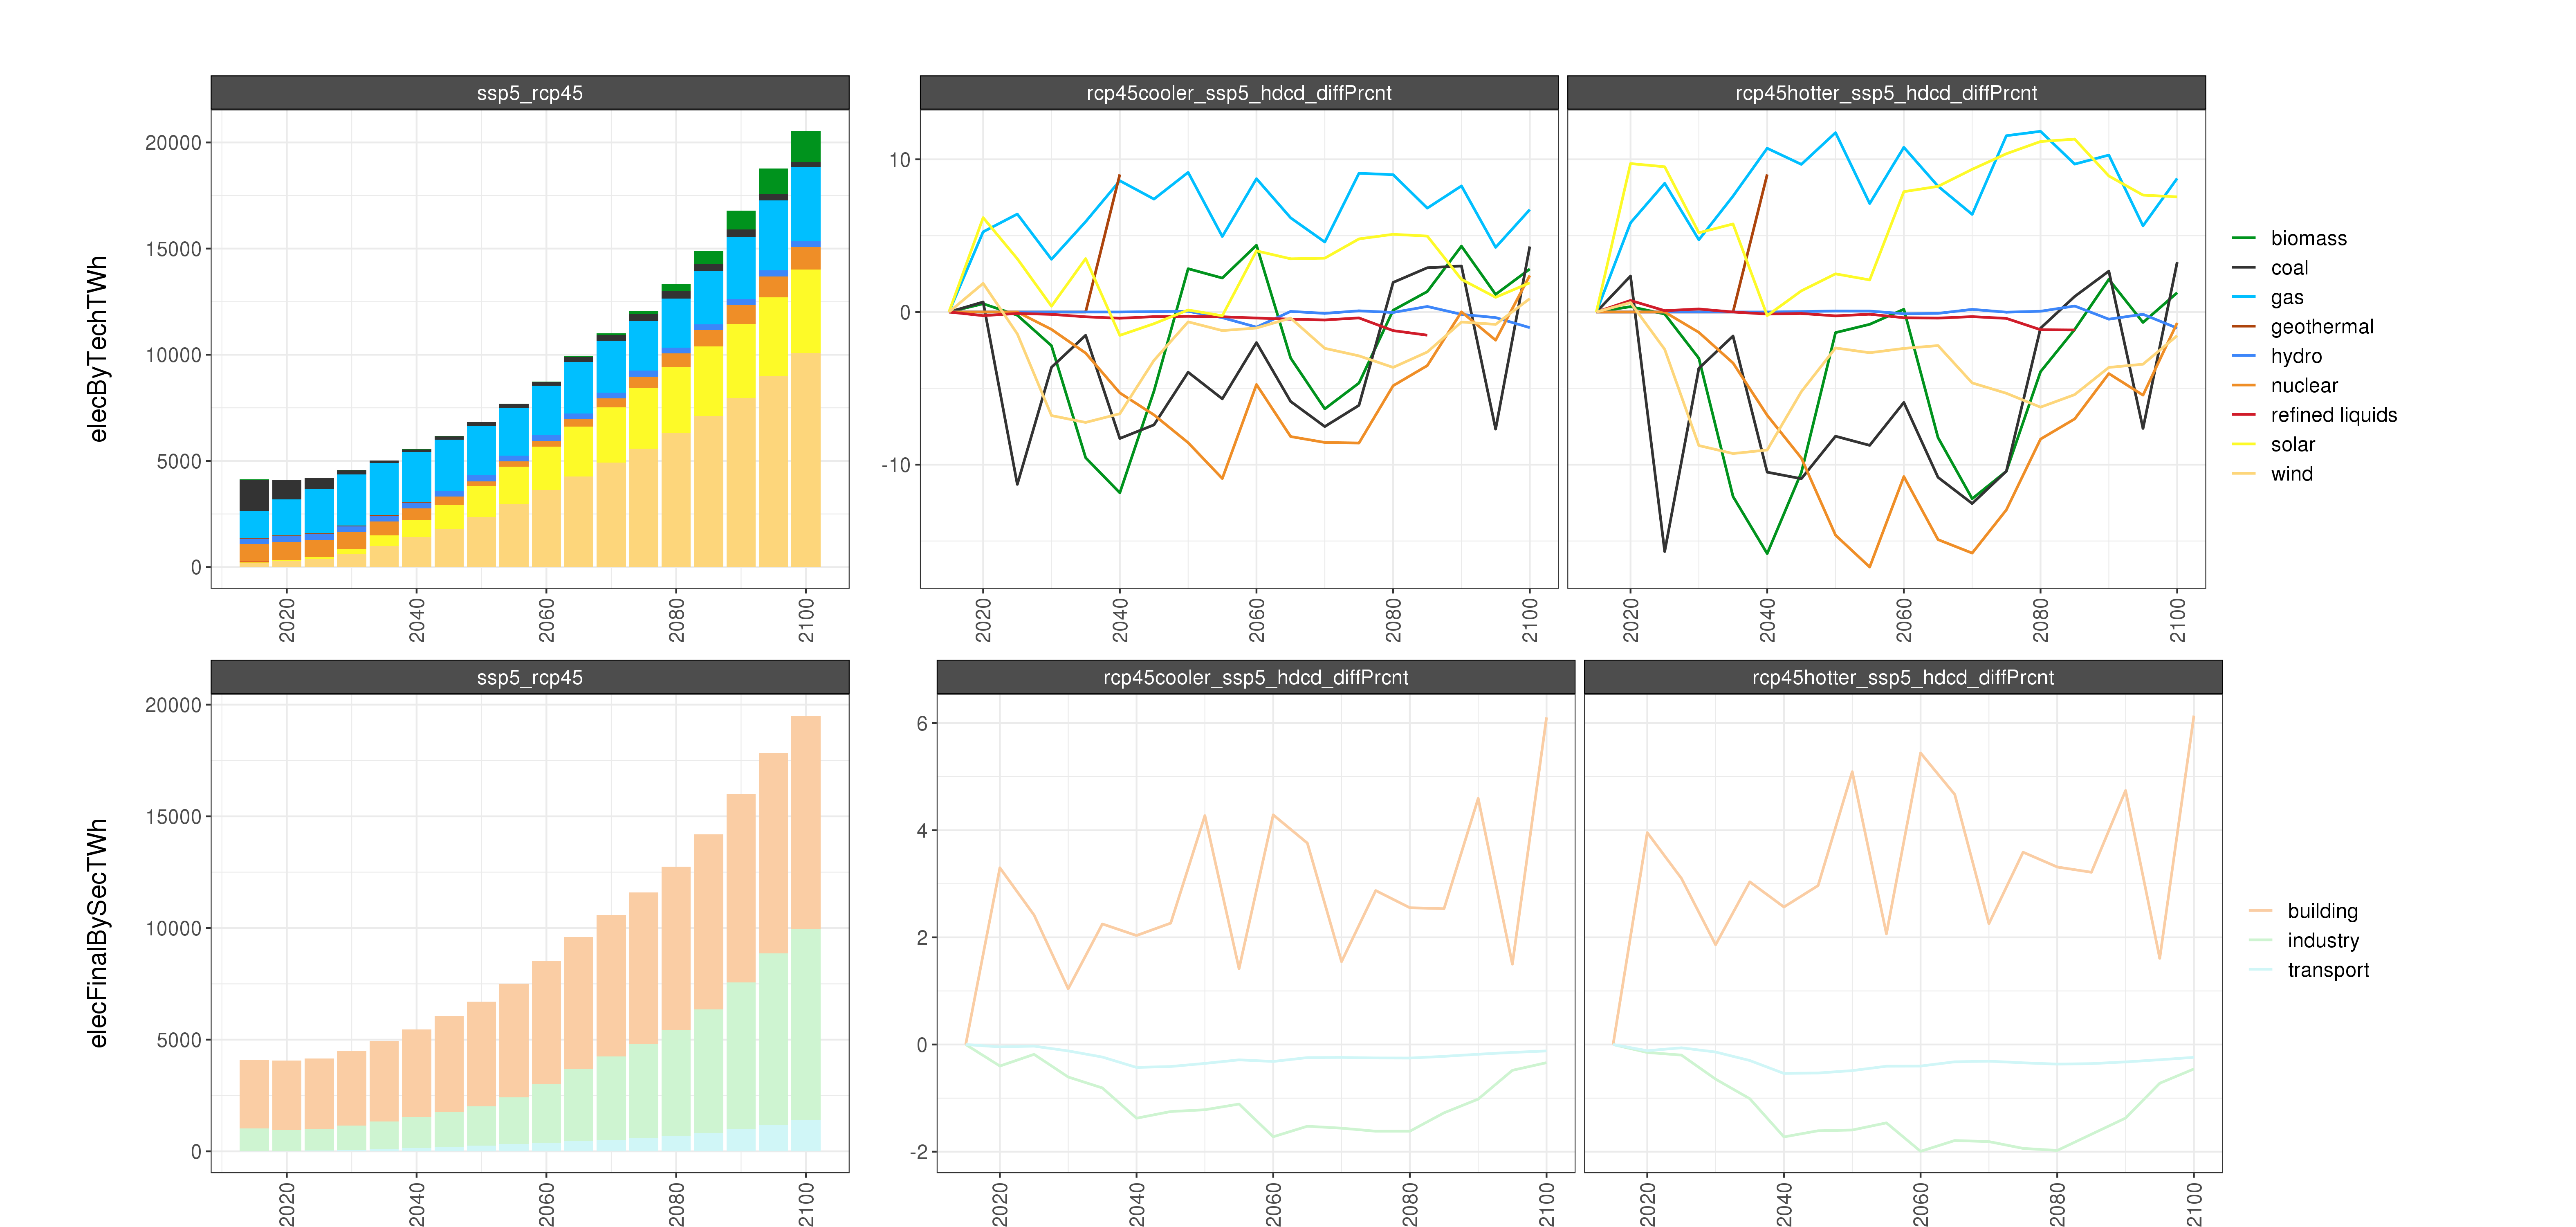 ssp5_rcp45
rcp45cooler_ssp5_hdcd_diffPrcnt
rcp45hotter_ssp5_hdcd_diffPrcnt
elecByTechTWh
20000
15000
10000
5000
0
10
0
-10
2020 2040 2060 2080 2100
2020 2040 2060 2080 2100
2020 2040 2060 2080 2100
biomass
coal
gas
geothermal
hydro
nuclear
refined liquids
solar
wind
ssp5_rcp45
rcp45cooler_ssp5_hdcd_diffPrcnt
rcp45hotter_ssp5_hdcd_diffPrcnt
elecFinalBySecTWh
20000
15000
10000
5000
0
6
4
2
0
-2
2020 2040 2060 2080 2100
2020 2040 2060 2080 2100
2020 2040 2060 2080 2100
building
industry
transport